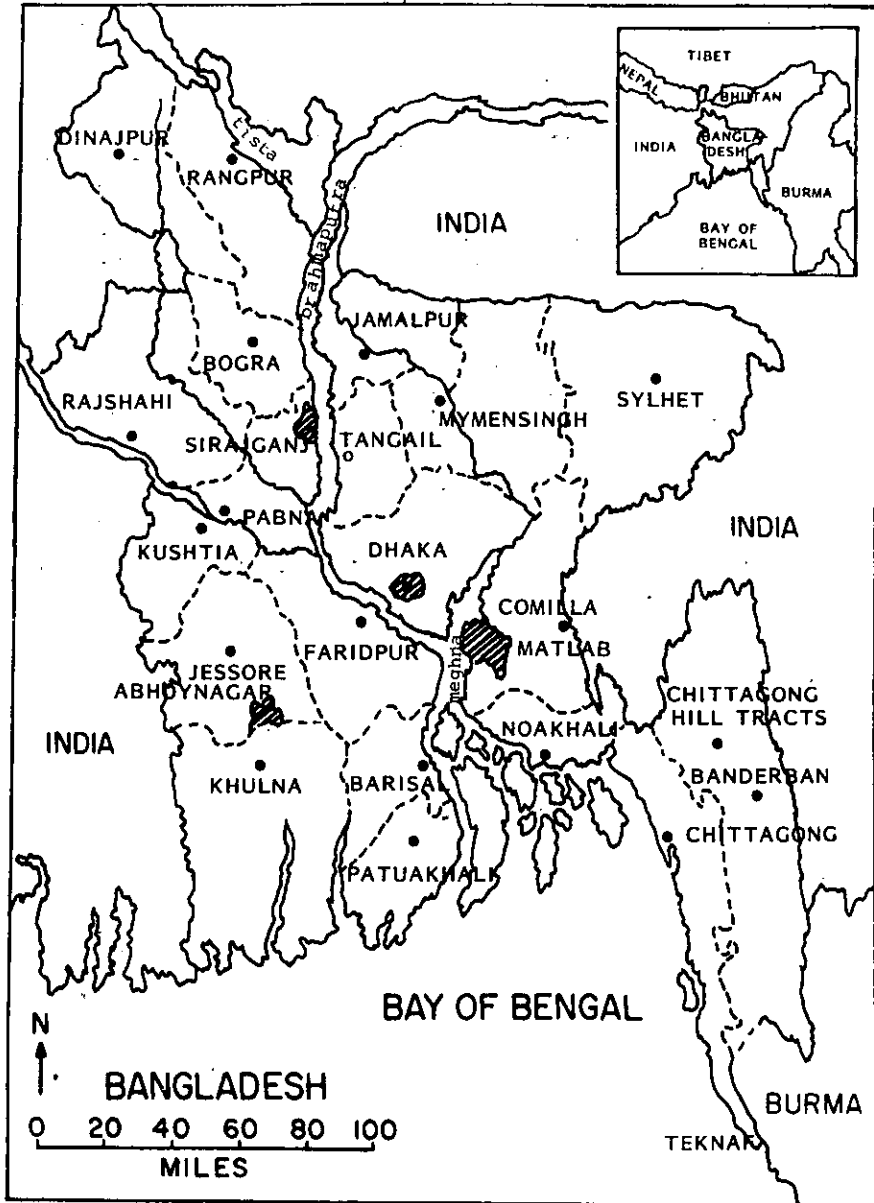 TIBET
NEPAL
BHUTAN
BANGLA
DESH
INDIA
BURMA
BAY OF
BENGAL
DINAJPUR
tista
RANGPUR
brahmaputra
INDIA
JAMALPUR
BOGRA
RAJSHAHI
MYMENSINGH
SYLHET
SIRAJGANJ
TANGAIL
PABNA
KUSHTIA
DHAKA
INDIA
COMILLA
FARIDPUR
MATLAB
meghna
JESSORE
ABHOYNAGAR
CHITTAGONG
HILL TRACTS
INDIA
NOAKHALI
KHULNA
BARISAL
BANDERBAN
CHITTAGONG
PATUAKHALI
BAY OF BENGAL
N
BANGLADESH
BURMA
0 20 40 60 80 100
MILES
TEKNAF